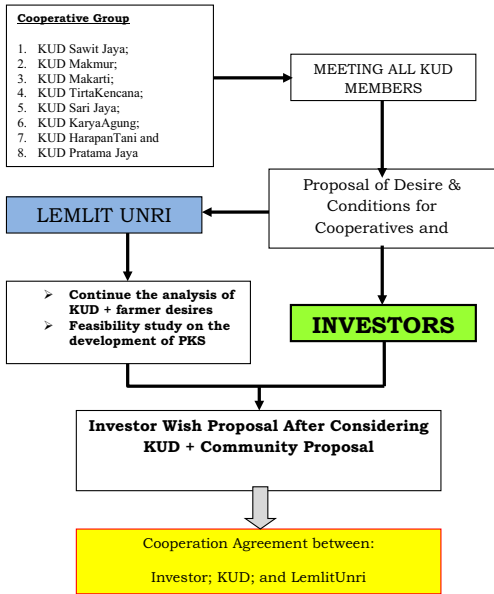 Cooperative Group
1. KUD Sawit Jaya;
2. KUD Makmur;
3. KUD Makarti;
4. KUD TirtaKencana;
5. KUD Sari Jaya;
6. KUD KaryaAgung;
7. KUD HarapanTani and
8. KUD Pratama Jaya
MEETING ALL KUD
MEMBERS
Proposal of Desire &
Conditions for
Cooperatives and
LEMLIT UNRI
➢ Continue the analysis of
KUD + farmer desires
➢ Feasibility study on the
development of PKS
INVESTORS
Investor Wish Proposal After Considering
KUD + Community Proposal
Cooperation Agreement between:
Investor; KUD; and LemlitUnri